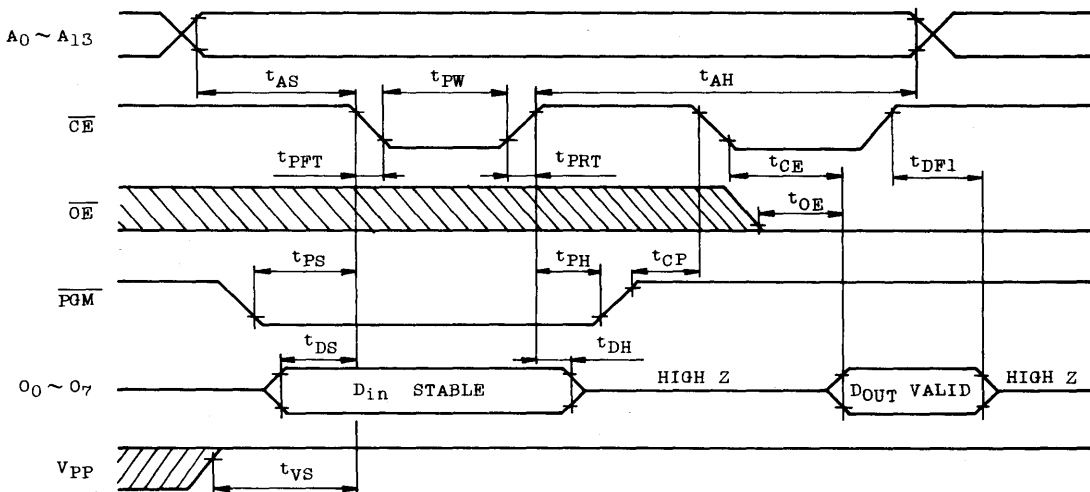 A0 ~ A13
tAS
tPW
tAH
CE
tPFT
tPRT
tCE
tDF1
OE
tOE
tPS
tPH
tCP
PGM
tDS
tDH
O0 ~ O7
Din STABLE
HIGH Z
DOUT VALID
HIGH Z
VPP
tVS